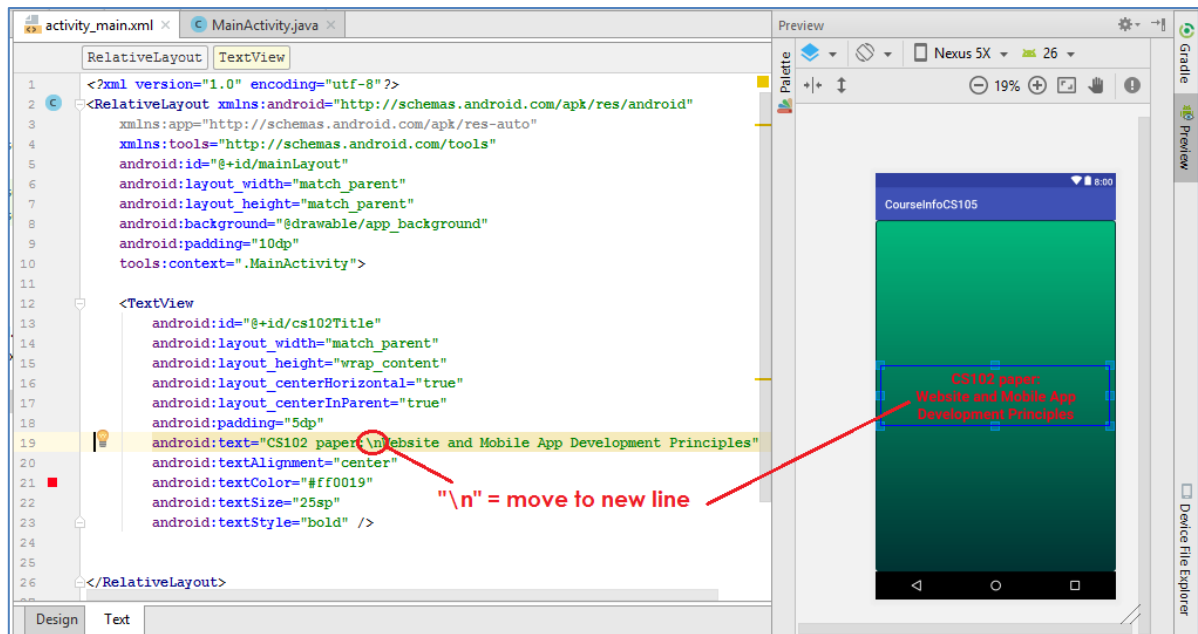 activity_main.xml
MainActivity.java
Preview
RelativeLayout TextView
Nexus 5X 26
19%
Palette
Gradle
Preview
Device File Explorer
1 <?xml version="1.0" encoding="utf-8"?>
2 <RelativeLayout xmlns:android="http://schemas.android.com/apk/res/android"
3 xmlns:app="http://schemas.android.com/apk/res-auto"
4 xmlns:tools="http://schemas.android.com/tools"
5 android:id="@+id/mainLayout"
6 android:layout_width="match_parent"
7 android:layout_height="match_parent"
8 android:background="@drawable/app_background"
9 android:padding="10dp"
10 tools:context=".MainActivity">
11
12 <TextView
13 android:id="@+id/cs102Title"
14 android:layout_width="match_parent"
15 android:layout_height="wrap_content"
16 android:layout_centerHorizontal="true"
17 android:layout_centerInParent="true"
18 android:padding="5dp"
19 android:text="CS102 paper:\nWebsite and Mobile App Development Principles"
20 android:textAlignment="center"
21 android:textColor="#ff0019"
22 android:textSize="25sp"
23 android:textStyle="bold" />
24
25
26 </RelativeLayout>
"\n" = move to new line
8:00
CourseInfoCS105
CS102 paper:
Website and Mobile App
Development Principles
Design Text